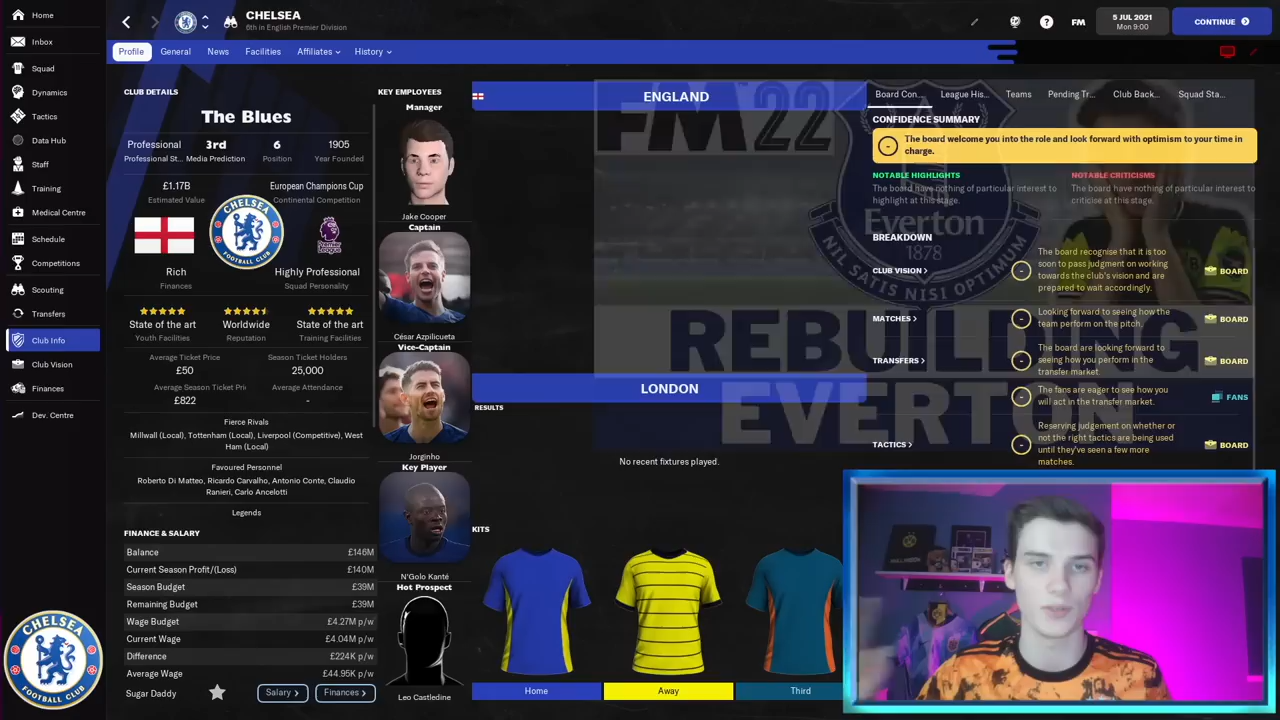 Home
Inbox
Squad
Dynamics
Tactics
Data Hub
Staff
Training
Medical Centre
Schedule
Competitions
Scouting
Transfers
Club Info
Club Vision
Finances
Dev. Centre
CHELSEA
FOOTBALL CLUB
CHELSEA
6th in English Premier Division
FM
5 JUL 2021
Mon 9:00
CONTINUE
Profile
General
News
Facilities
Affiliates
History
CLUB DETAILS
The Blues
Professional
3rd
6
1905
Professional St...
Media Prediction
Position
Year Founded
£1.17B
European Champions Cup
Estimated Value
Continental Competition
CHELSEA
FOOTBALL CLUB
Premier
League
Rich
Highly Professional
Finances
Squad Personality
State of the art
Worldwide
State of the art
Youth Facilities
Reputation
Training Facilities
Average Ticket Price
Season Ticket Holders
£50
25,000
Average Season Ticket Pri
Average Attendance
£822
-
Fierce Rivals
Millwall (Local), Tottenham (Local), Liverpool (Competitive), West
Ham (Local)
Favoured Personnel
Roberto Di Matteo, Ricardo Carvalho, Antonio Conte, Claudio
Ranieri, Carlo Ancelotti
Legends
FINANCE & SALARY
Balance £146M
Current Season Profit/(Loss) £140M
Season Budget £39M
Remaining Budget £39M
Wage Budget £4.27M p/w
Current Wage £4.04M p/w
Difference £224K p/w
Average Wage £44.95K p/w
Sugar Daddy
Salary
Finances
KEY EMPLOYEES
Manager
Jake Cooper
Captain
César Azpilicueta
Vice-Captain
Jorginho
Key Player
N'Golo Kanté
Hot Prospect
Leo Castledine
ENGLAND
FM22
LONDON
RESULTS
No recent fixtures played.
KITS
Home
Away
Third
Everton
1878
NIL SATIS NISI OPTIMUM
REBUILDING
EVERTON
Board Con...
League His...
Teams
Pending Tr...
Club Back...
Squad Sta...
CONFIDENCE SUMMARY
The board welcome you into the role and look forward with optimism to your time in
charge.
NOTABLE HIGHLIGHTS
NOTABLE CRITICISMS
The board have nothing of particular interest to
highlight at this stage.
The board have nothing of particular interest to
criticise at this stage.
BREAKDOWN
CLUB VISION
The board recognise that it is too
soon to pass judgment on working
towards the club's vision and are
prepared to wait accordingly.
BOARD
MATCHES
Looking forward to seeing how the
team perform on the pitch.
BOARD
TRANSFERS
The board are looking forward to
seeing how you perform in the
transfer market.
BOARD
The fans are eager to see how you
will act in the transfer market.
FANS
TACTICS
Reserving judgement on whether or
not the right tactics are being used
until they've seen a few more
matches.
BOARD